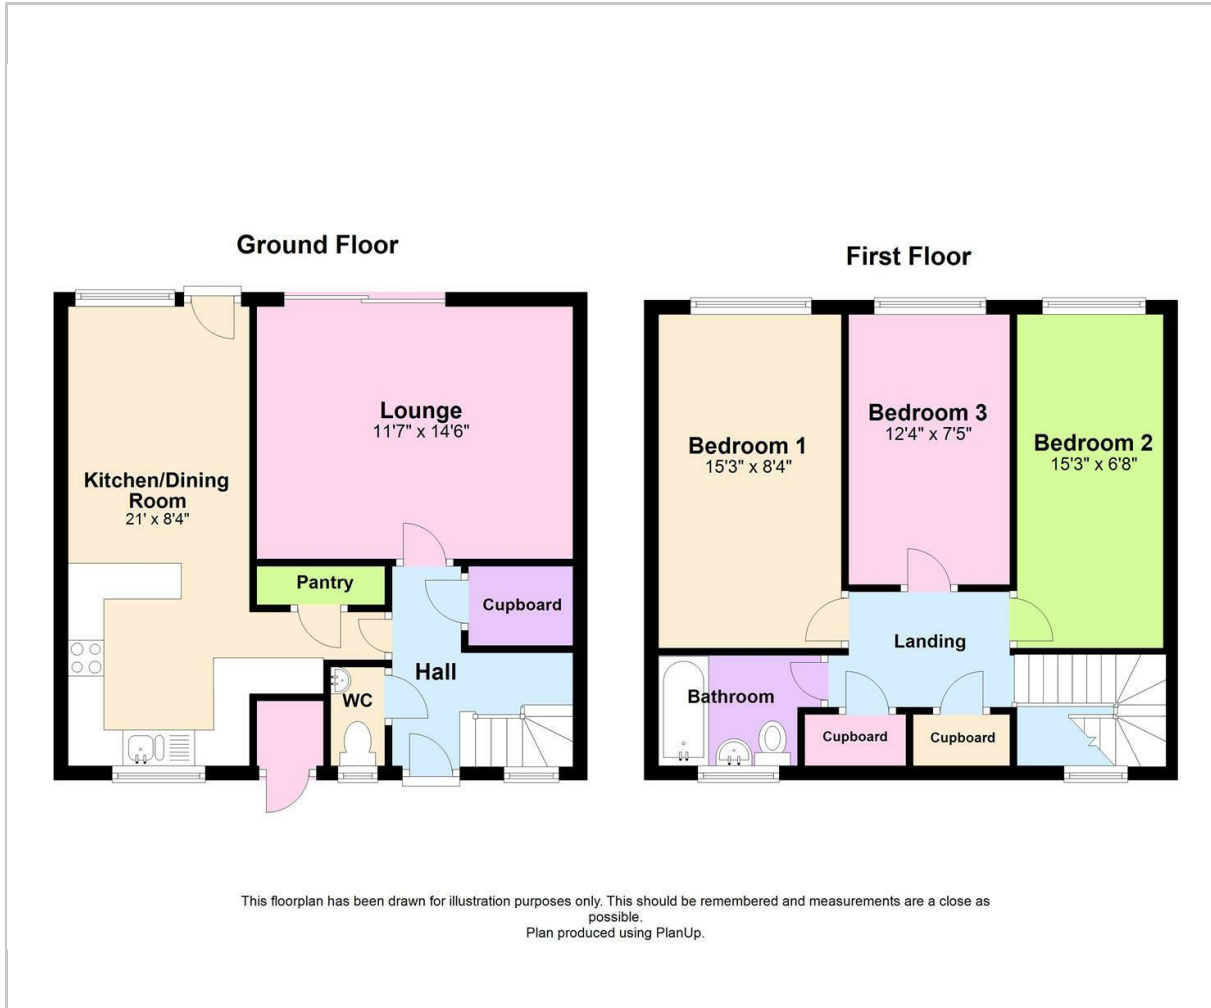 Ground Floor
Lounge
11'7" x 14'6"
Kitchen/Dining
Room
21' x 8'4"
Pantry
Cupboard
Hall
WC
First Floor
Bedroom 1
15'3" x 8'4"
Bedroom 3
12'4" x 7'5"
Bedroom 2
15'3" x 6'8"
Landing
Bathroom
Cupboard
Cupboard
This floorplan has been drawn for illustration purposes only. This should be remembered and measurements are a close as
possible.
Plan produced using PlanUp.